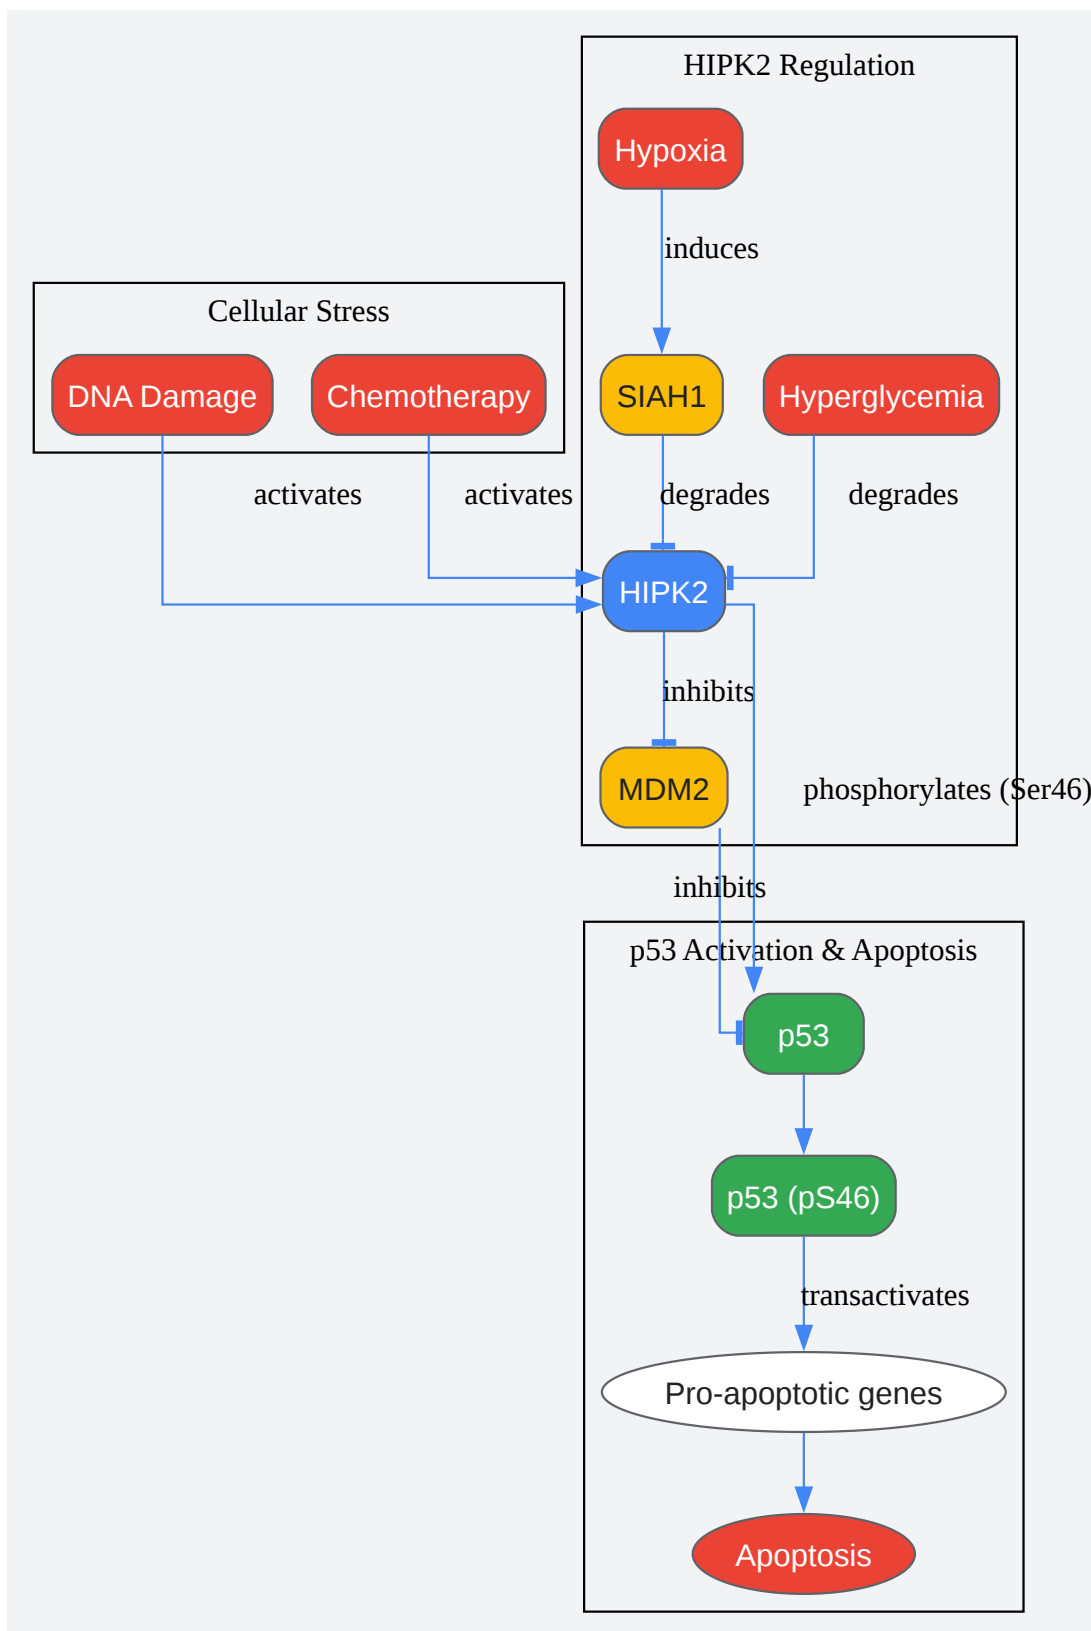 HIPK2 Regulation
Hypoxia
induces
Cellular Stress
DNA Damage
Chemotherapy
SIAH1
Hyperglycemia
activates
activates
degrades
degrades
HIPK2
inhibits
MDM2
phosphorylates (Ser46)
inhibits
p53 Activation & Apoptosis
p53
p53 (pS46)
transactivates
Pro-apoptotic genes
Apoptosis